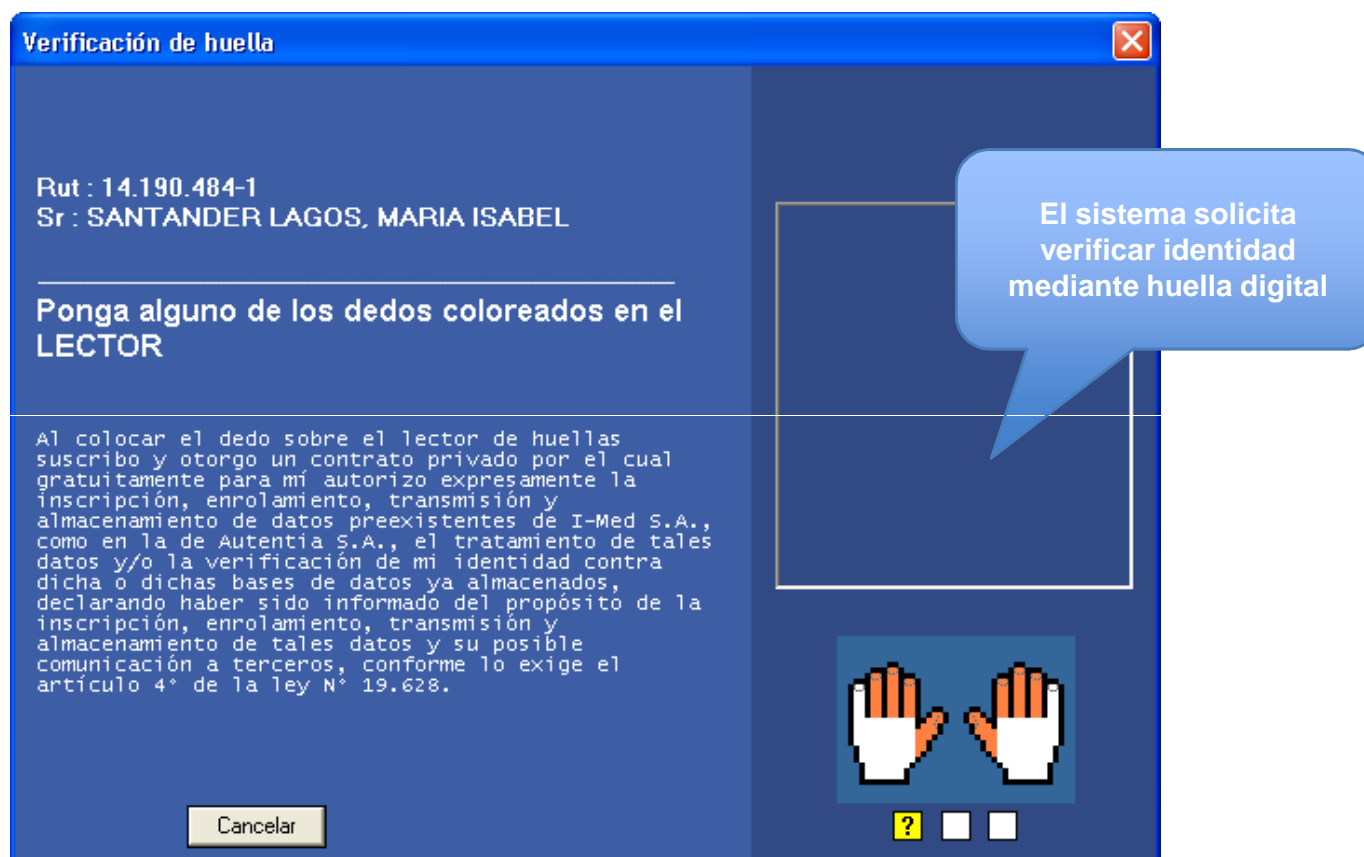 Verificación de huella
Rut : 14.190.484-1
Sr : SANTANDER LAGOS, MARIA ISABEL
Ponga alguno de los dedos coloreados en el
LECTOR
Al colocar el dedo sobre el lector de huellas
suscribo y otorgo un contrato privado por el cual
gratuitamente para mí autorizo expresamente la
inscripción, enrolamiento, transmisión y
almacenamiento de datos preexistentes de I-Med S.A.,
como en la de Autentia S.A., el tratamiento de tales
datos y/o la verificación de mi identidad contra
dicha o dichas bases de datos ya almacenados,
declarando haber sido informado del propósito de la
inscripción, enrolamiento, transmisión y
almacenamiento de tales datos y su posible
comunicación a terceros, conforme lo exige el
artículo 4° de la ley N° 19.628.
Cancelar
El sistema solicita
verificar identidad
mediante huella digital
?